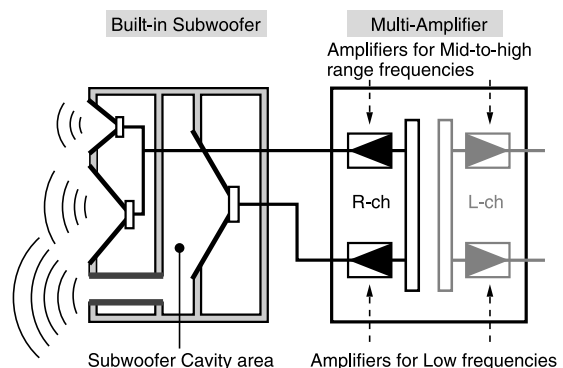 Built-in Subwoofer
Multi-Amplifier
Amplifiers for Mid-to-high
range frequencies
R-ch
L-ch
Subwoofer Cavity area
Amplifiers for Low frequencies